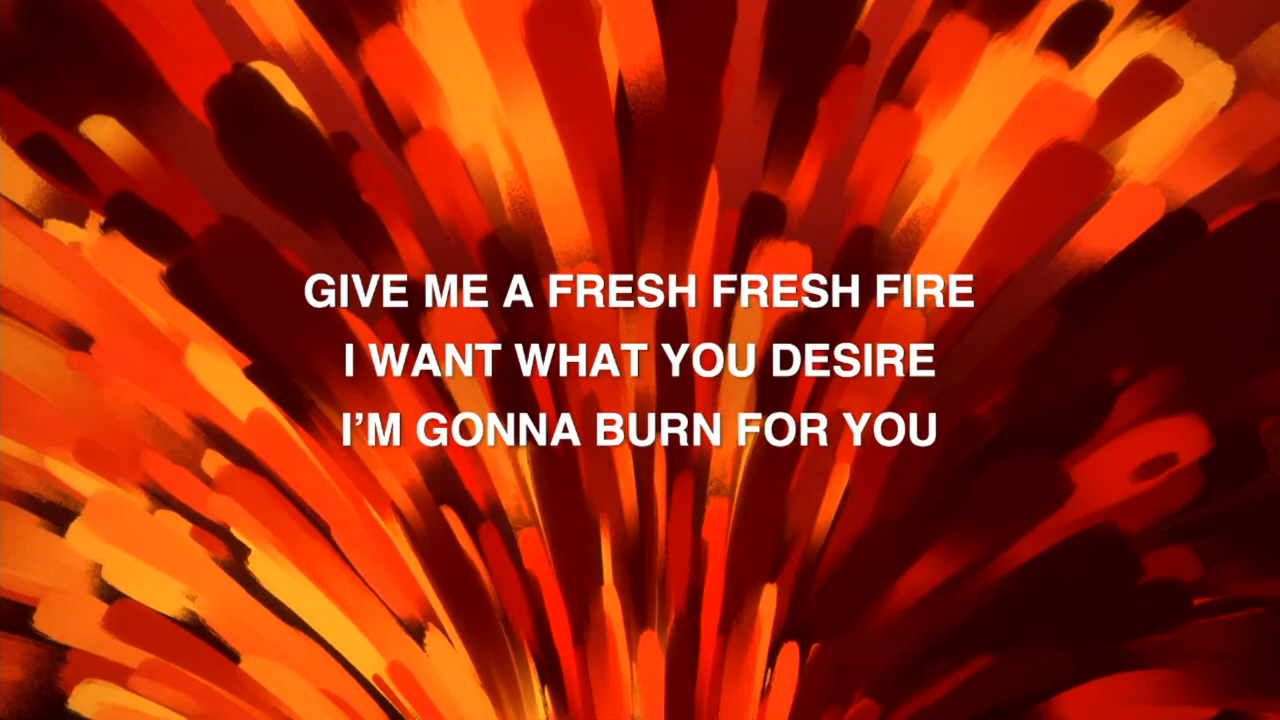 GIVE ME A FRESH FRESH FIRE
I WANT WHAT YOU DESIRE
I’M GONNA BURN FOR YOU